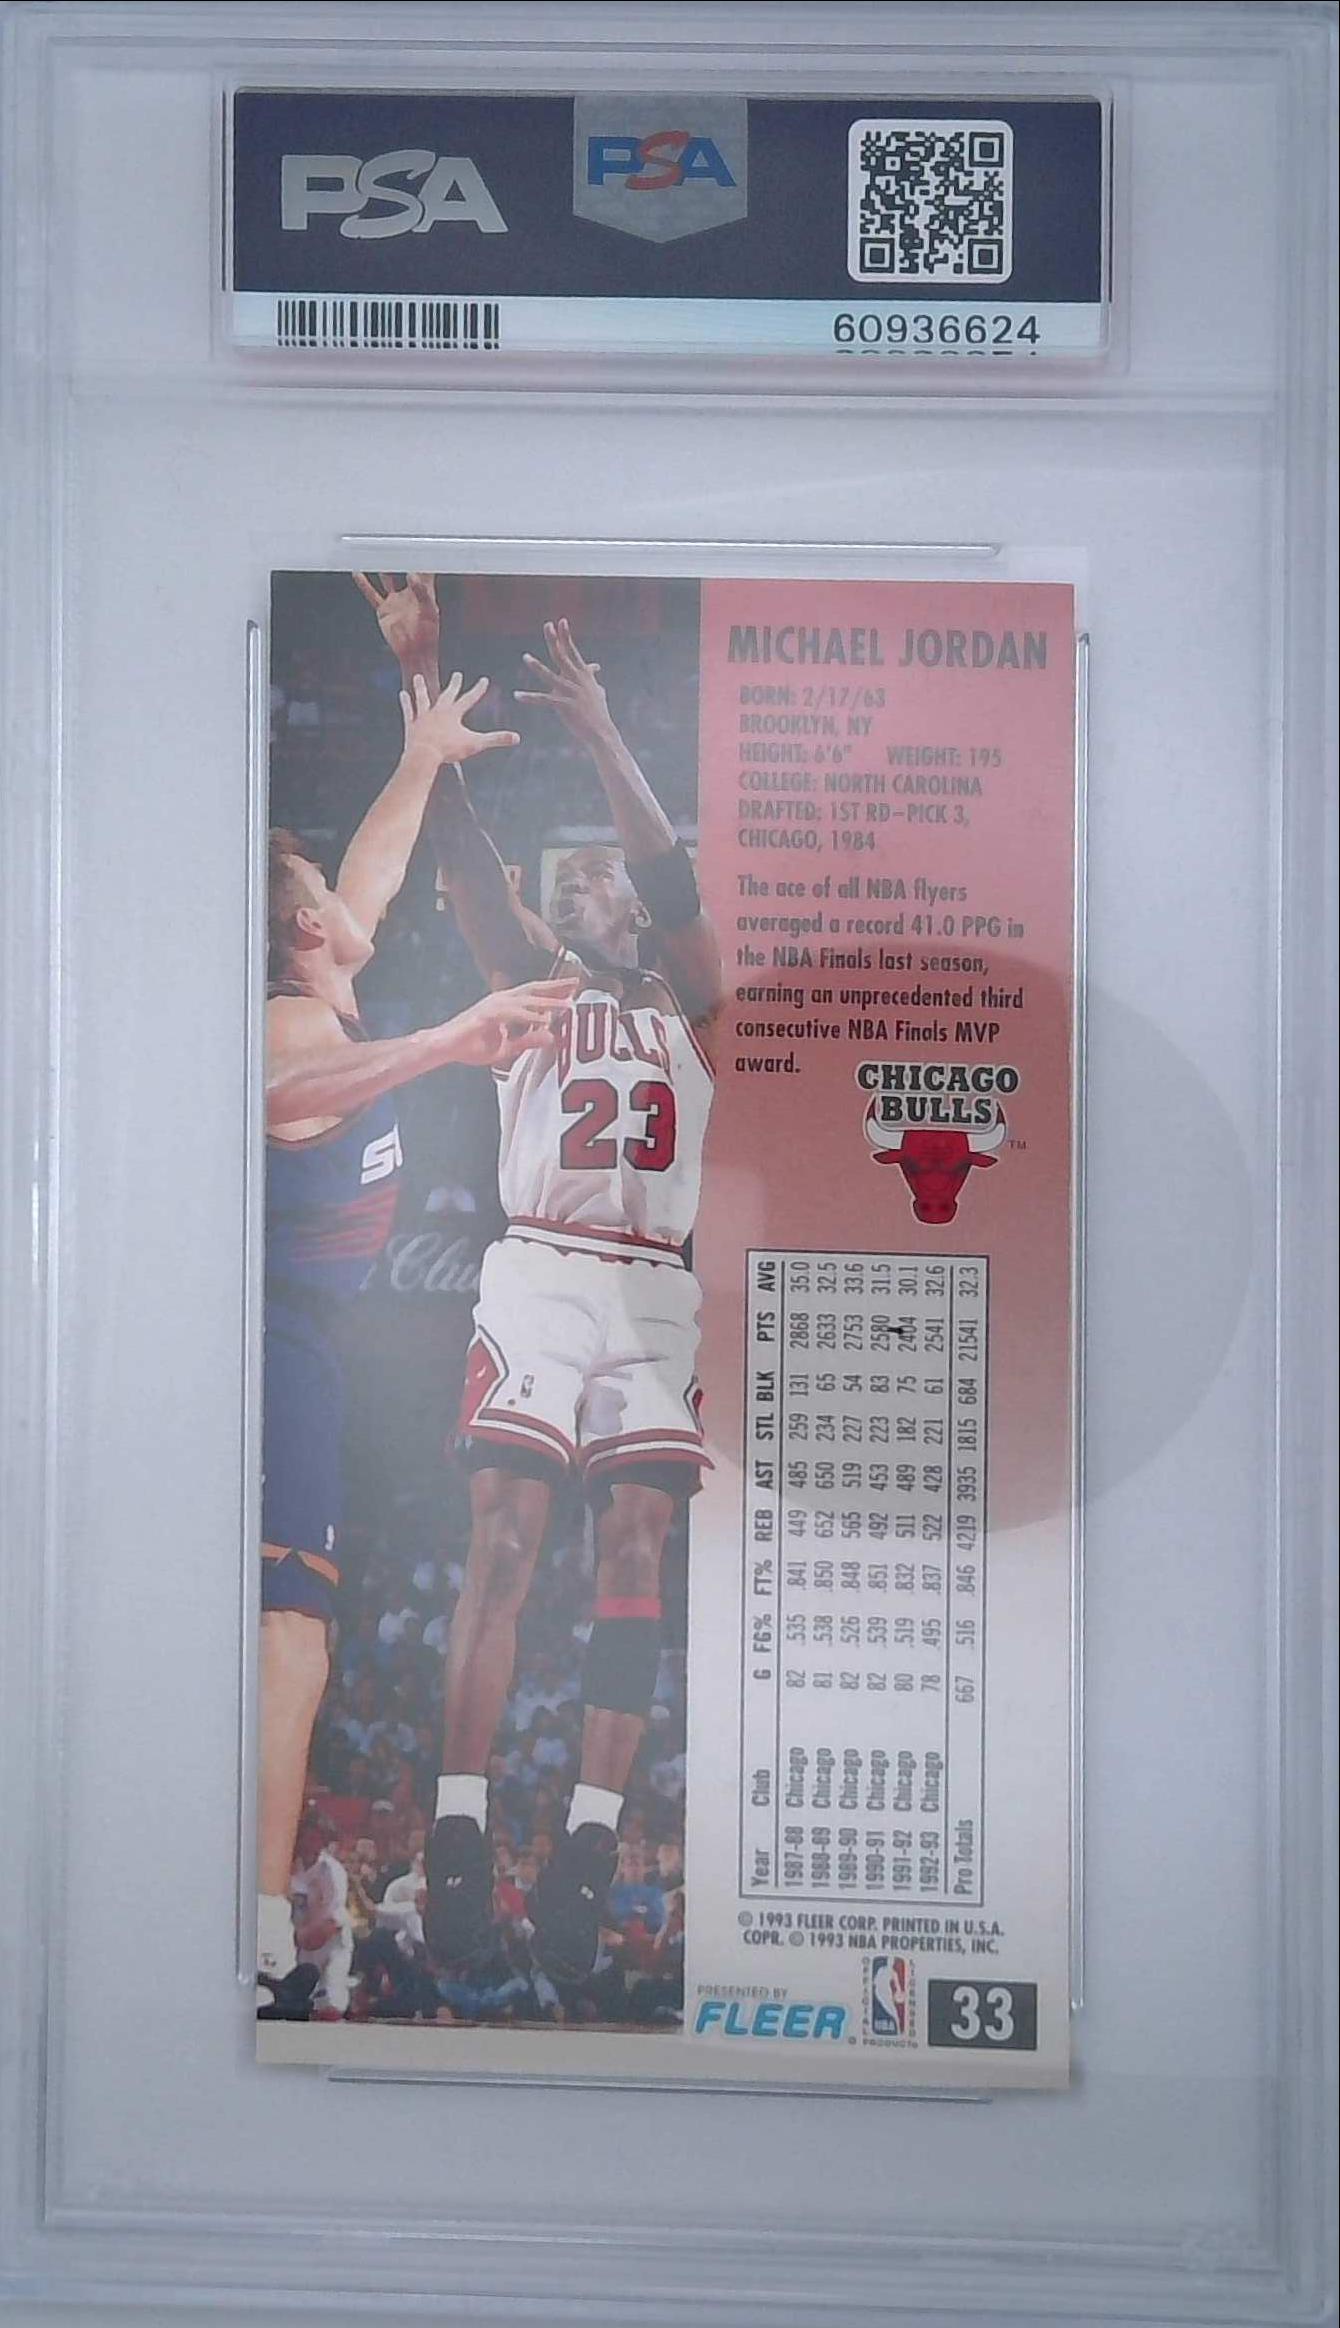 PSA
PSA
60936624
MICHAEL JORDAN
BORN: 2/17/63
BROOKLYN, NY
HEIGHT: 6'6" WEIGHT: 195
COLLEGE: NORTH CAROLINA
DRAFTED: 1ST RD-PICK 3,
CHICAGO, 1984
The ace of all NBA flyers
averaged a record 41.0 PPG in
the NBA Finals last season,
earning an unprecedented third
consecutive NBA Finals MVP
award.
CHICAGO
BULLS
TM
BULLS
23
Year Club G FG% FT% REB AST STL BLK PTS AVG
1987-88 Chicago 82 .535 .841 449 485 259 131 2868 35.0
1988-89 Chicago 81 .538 .850 652 650 234 65 2633 32.5
1989-90 Chicago 82 .526 .848 565 519 227 54 2753 33.6
1990-91 Chicago 82 .539 .851 492 453 223 83 2580 31.5
1991-92 Chicago 80 .519 .832 511 489 182 75 2404 30.1
1992-93 Chicago 78 .495 .837 522 428 221 61 2541 32.6
Pro Totals 667 .516 .846 4219 3935 1815 684 21541 32.3
© 1993 FLEER CORP. PRINTED IN U.S.A.
COPR. © 1993 NBA PROPERTIES, INC.
PRESENTED BY
FLEER®
OFFICIAL LICENSED
NBA
PRODUCT
33